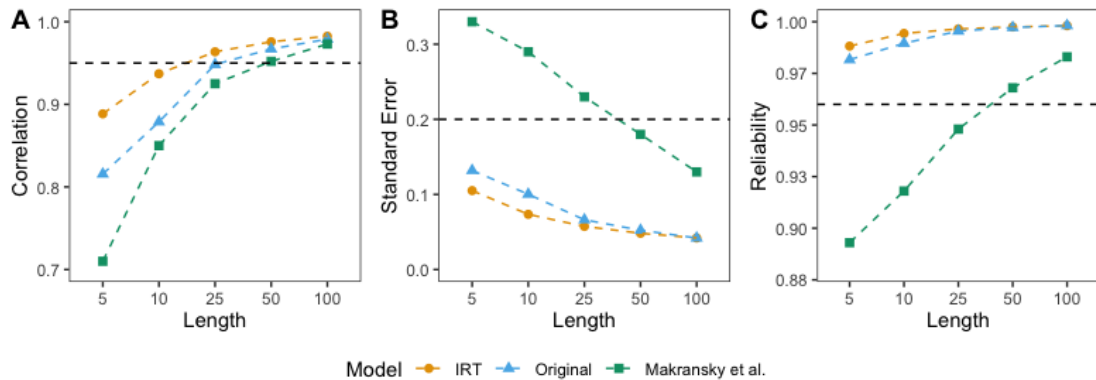 A
Correlation
1.0
0.9
0.8
0.7
5 10 25 50 100
Length
B
Standard Error
0.3
0.2
0.1
0.0
5 10 25 50 100
Length
C
Reliability
1.00
0.97
0.95
0.93
0.90
0.88
5 10 25 50 100
Length
Model IRT Original Makransky et al.